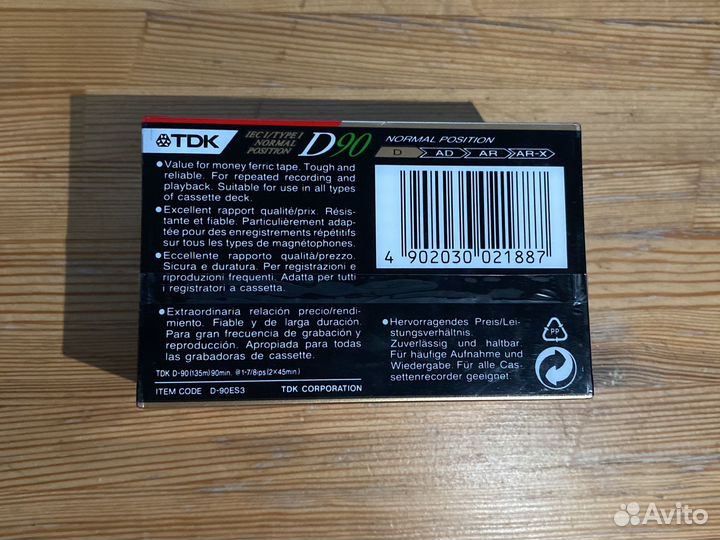 TDK
IEC I/TYPE I
NORMAL
POSITION
D90
NORMAL POSITION
D AD AR AR-X
● Value for money ferric tape. Tough and
reliable. For repeated recording and
playback. Suitable for use in all types
of cassette deck.
● Excellent rapport qualité/prix. Résis-
tante et fiable. Particulièrement adap-
tée pour des enregistrements répétitifs
sur tous les types de magnétophones.
● Eccellente rapporto qualità/prezzo.
Sicura e duratura. Per registrazioni e
riproduzioni frequenti. Adatta per tutti
i registratori a cassetta.
4 902030 021887
● Extraordinaria relación precio/rendi-
miento. Fiable y de larga duración.
Para gran frecuencia de grabación y
reproducción. Apropiada para todas
las grabadoras de cassette.
● Hervorragendes Preis/Lei-
stungsverhältnis.
Zuverlässig und haltbar.
Für häufige Aufnahme und
Wiedergabe. Für alle Cas-
settenrecorder geeignet.
PP
TDK D-90(135m)90min. @1-7/8ips(2×45min)
ITEM CODE D-90ES3 TDK CORPORATION
Avito